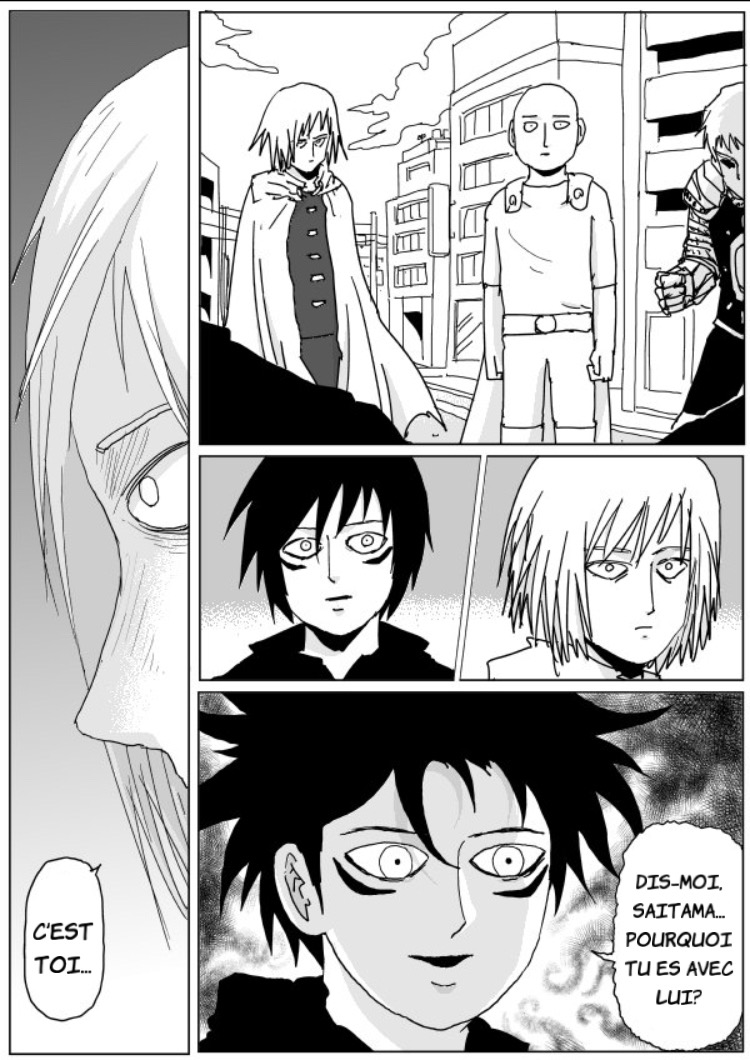 C'EST
TOI...
DIS-MOI,
SAITAMA...
POURQUOI
TU ES AVEC
LUI?